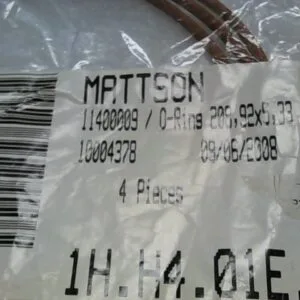 MATTSON
11400009 / O-Ring 209,92x5,33
10004378 09/06/2008
4 Pieces
1H.H4.01E.